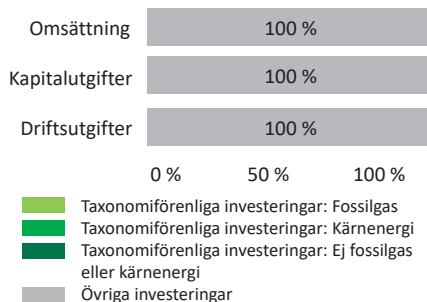 Omsättning 100 %
Kapitalutgifter 100 %
Driftsutgifter 100 %
0 % 50 % 100 %
Taxonomiförenliga investeringar: Fossilgas
Taxonomiförenliga investeringar: Kärnenergi
Taxonomiförenliga investeringar: Ej fossilgas
eller kärnenergi
Övriga investeringar